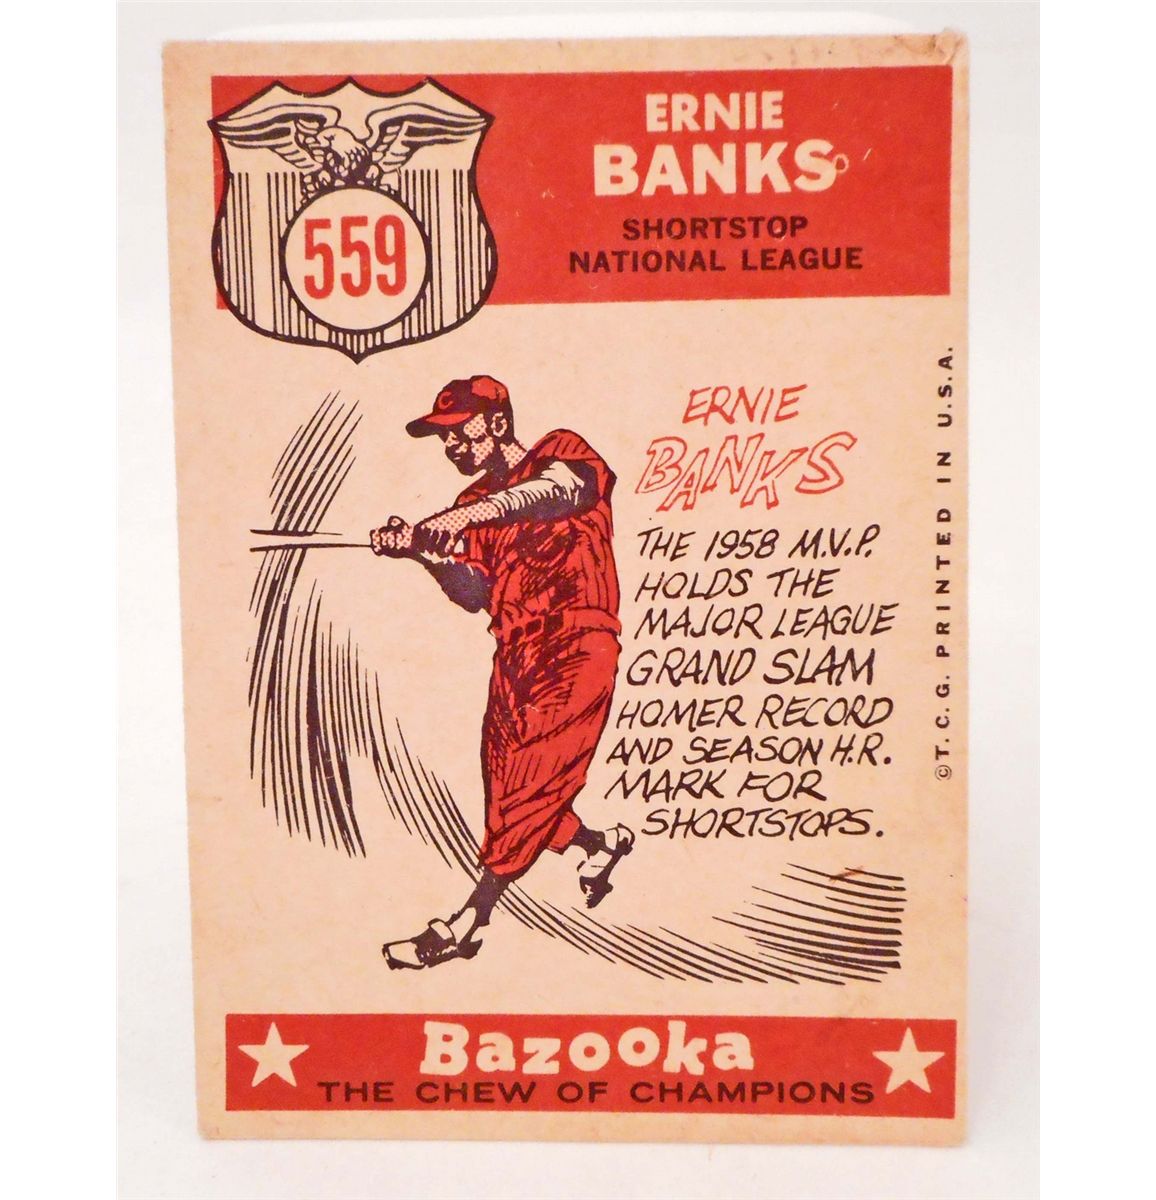 559
ERNIE
BANKS
SHORTSTOP
NATIONAL LEAGUE
C
ERNIE
BANKS
THE 1958 M.V.P.
HOLDS THE
MAJOR LEAGUE
GRAND SLAM
HOMER RECORD
AND SEASON H.R.
MARK FOR
SHORTSTOPS.
©T.C.G. PRINTED IN U.S.A.
Bazooka
THE CHEW OF CHAMPIONS